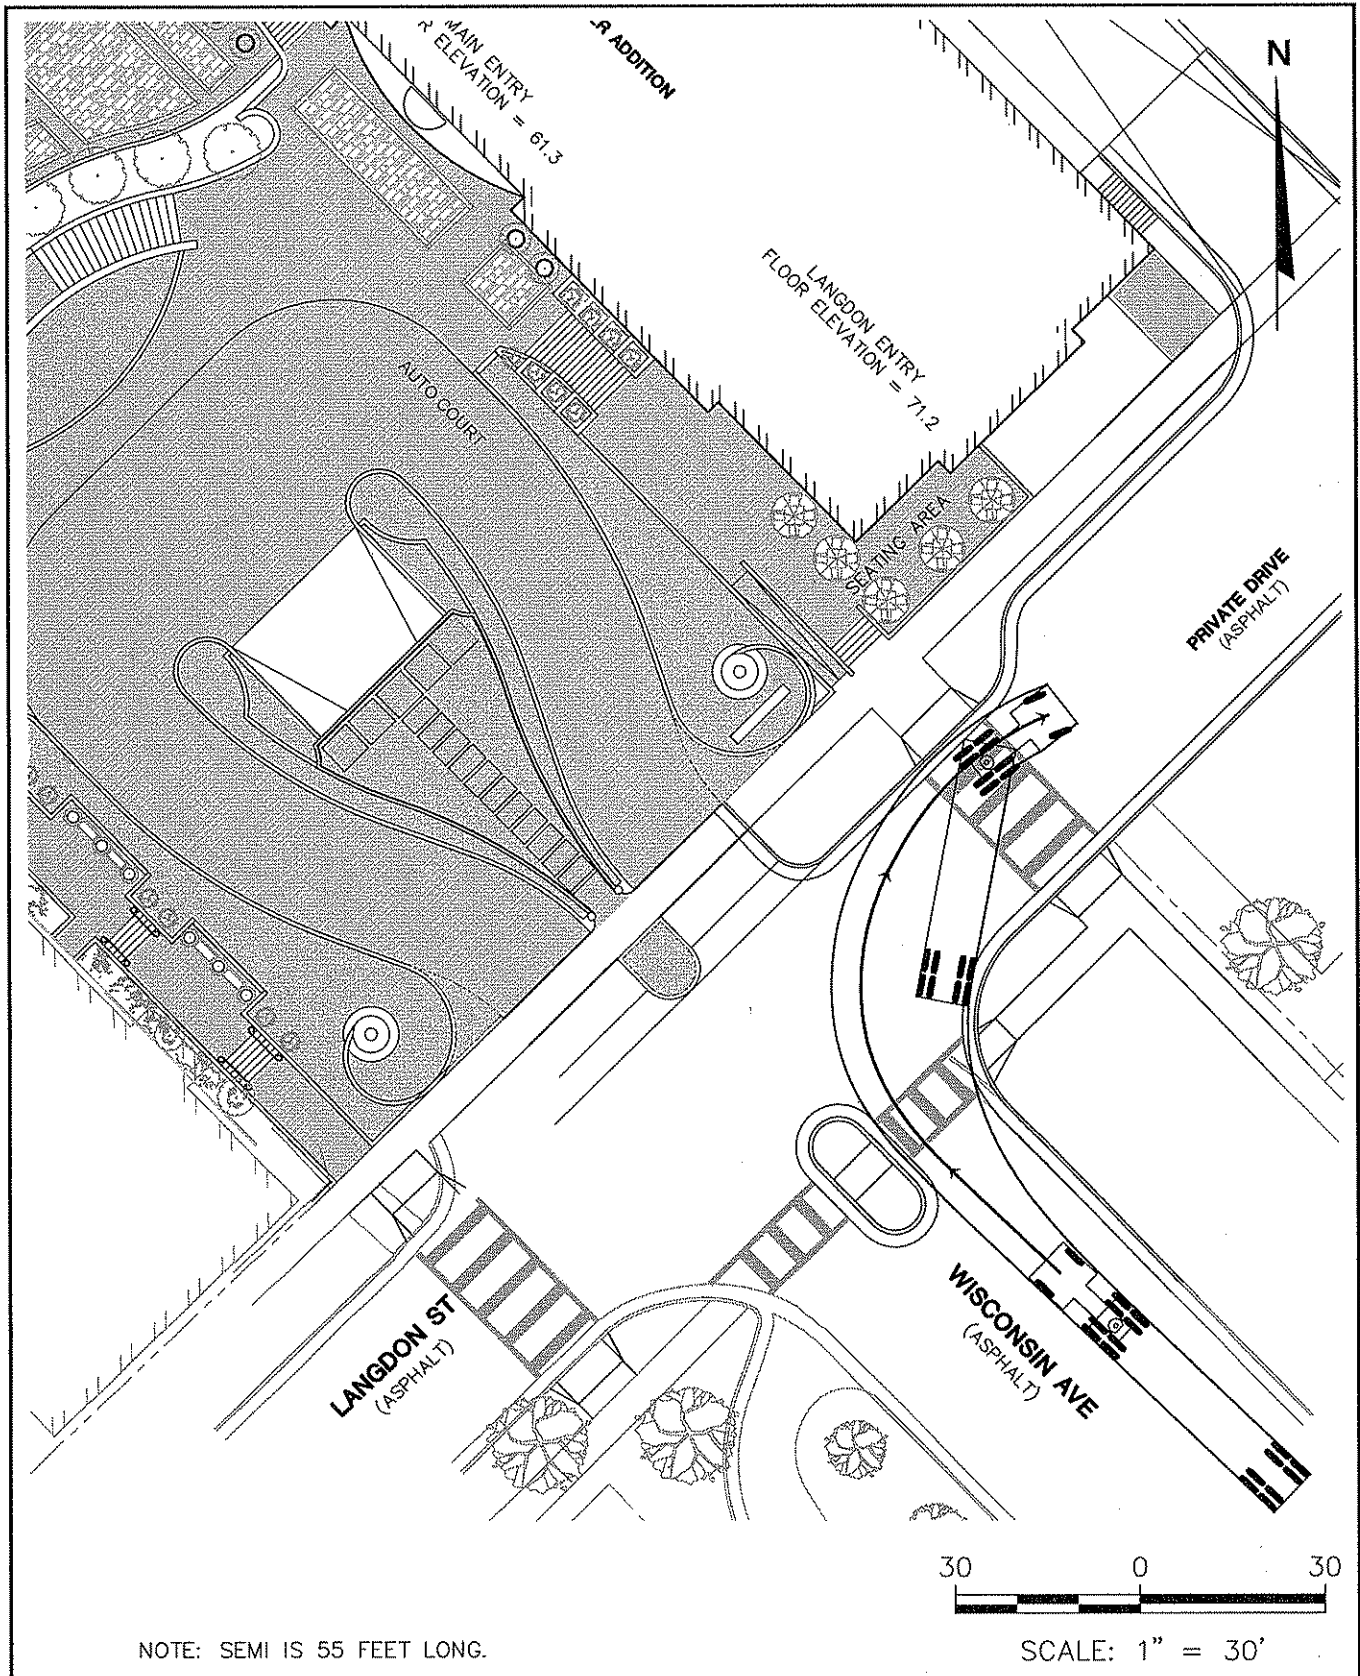 R ADDITION
MAIN ENTRY
R ELEVATION = 61.3
N
LANGDON ENTRY
FLOOR ELEVATION = 71.2
AUTO COURT
SEATING AREA
PRIVATE DRIVE
(ASPHALT)
LANGDON ST
(ASPHALT)
WISCONSIN AVE
(ASPHALT)
30 0 30
NOTE: SEMI IS 55 FEET LONG.
SCALE: 1" = 30'